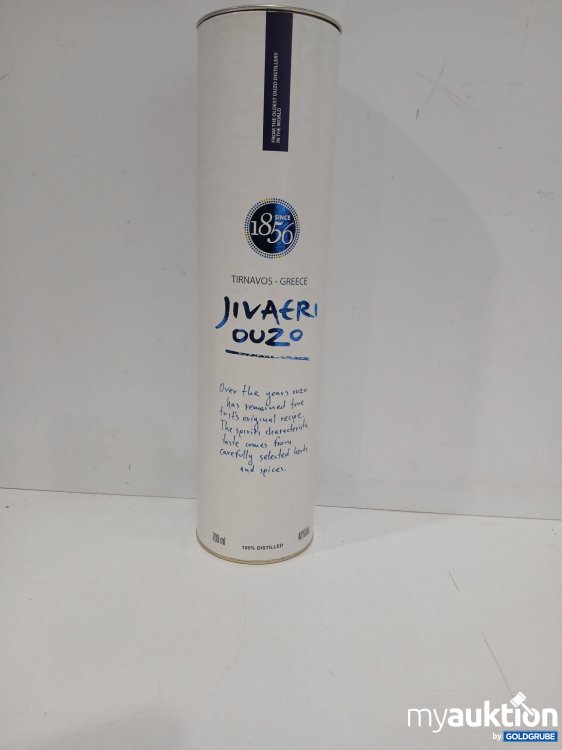 FROM THE OLDEST OUZO DISTILLERY
IN THE WORLD
SINCE
1856
TIRNAVOS - GREECE
JIVAERI
OUZO
Over the years ouzo
has remained true
to it's original recipe.
The spirit's characteristic
taste comes from
carefully selected herbs
and spices.
700 ml
100% DISTILLED
myauktion
by GOLDGRUBE